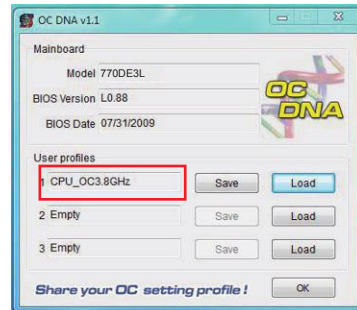 OC DNA v1.1
Mainboard
Model 770DE3L
BIOS Version L0.88
BIOS Date 07/31/2009
OC
DNA
User profiles
1 CPU_OC3.8GHz Save Load
2 Empty Save Load
3 Empty Save Load
Share your OC setting profile ! OK